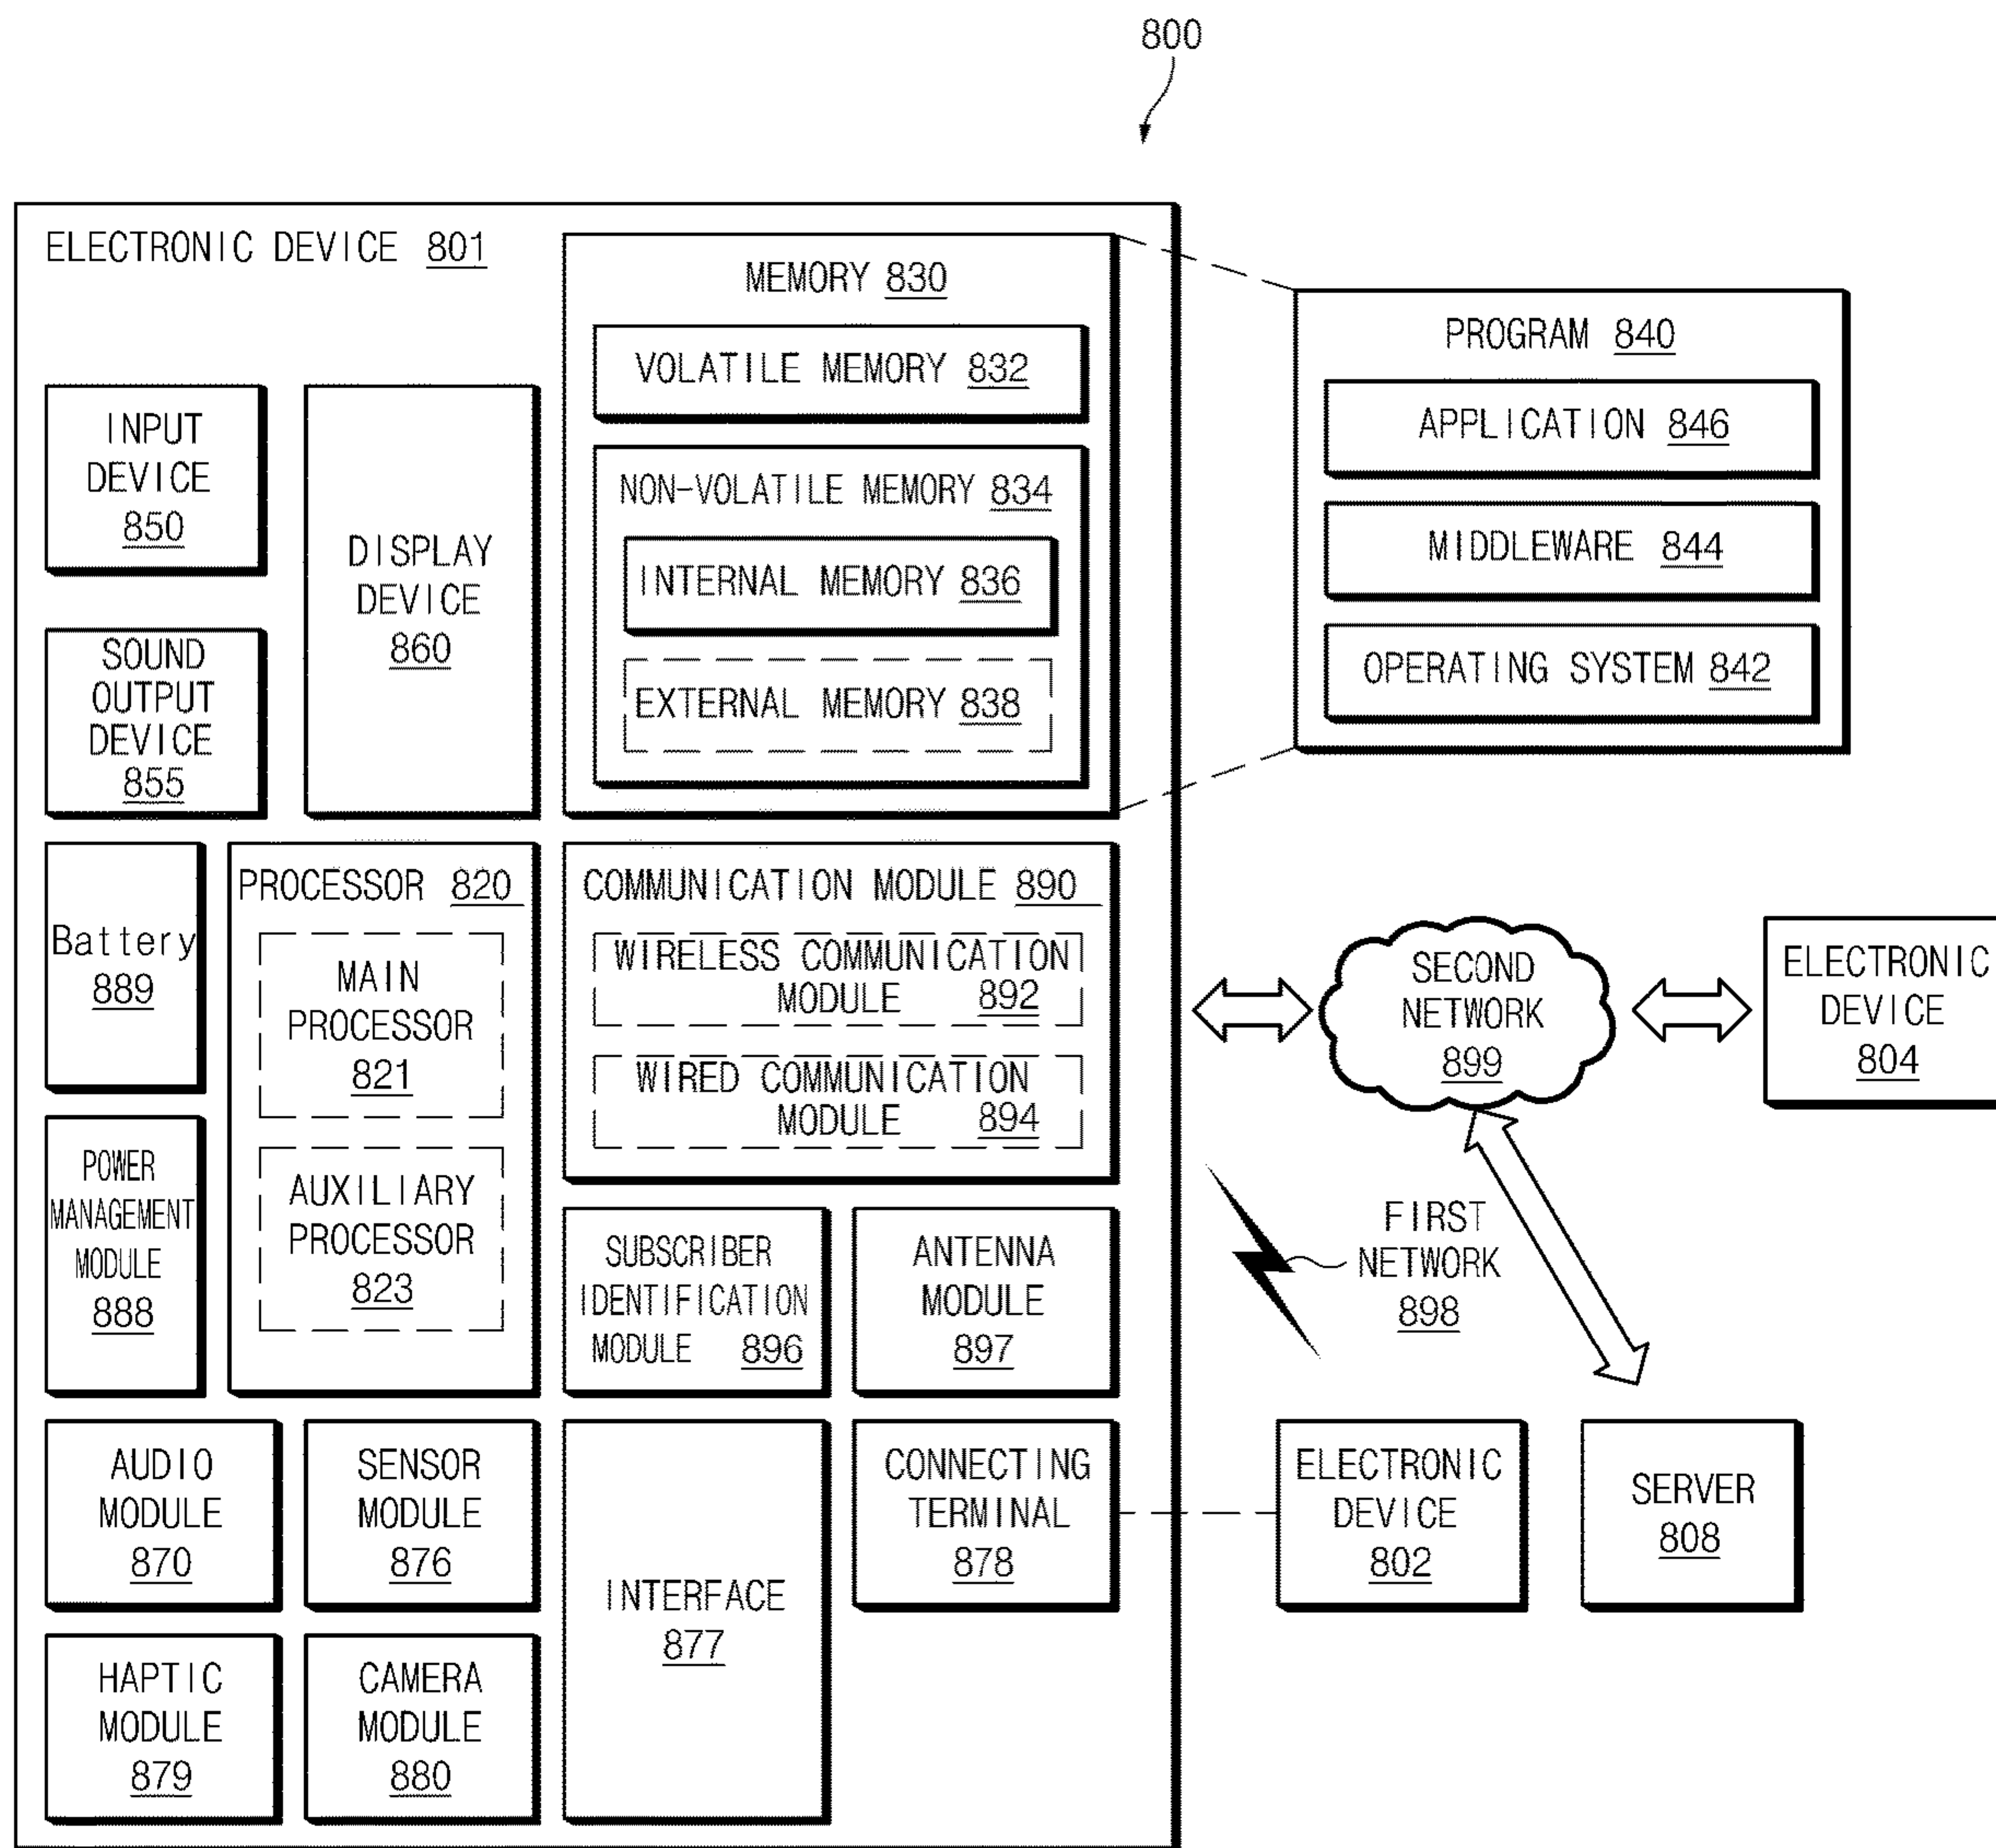 800
ELECTRONIC DEVICE 801
MEMORY 830
VOLATILE MEMORY 832
NON-VOLATILE MEMORY 834
INTERNAL MEMORY 836
EXTERNAL MEMORY 838
PROGRAM 840
APPLICATION 846
MIDDLEWARE 844
OPERATING SYSTEM 842
INPUT
DEVICE
850
SOUND
OUTPUT
DEVICE
855
DISPLAY
DEVICE
860
Battery
889
POWER
MANAGEMENT
MODULE
888
PROCESSOR 820
MAIN
PROCESSOR
821
AUXILIARY
PROCESSOR
823
COMMUNICATION MODULE 890
WIRELESS COMMUNICATION
MODULE 892
WIRED COMMUNICATION
MODULE 894
SUBSCRIBER
IDENTIFICATION
MODULE 896
ANTENNA
MODULE
897
SECOND
NETWORK
899
ELECTRONIC
DEVICE
804
FIRST
NETWORK
898
AUDIO
MODULE
870
SENSOR
MODULE
876
INTERFACE
877
CONNECTING
TERMINAL
878
ELECTRONIC
DEVICE
802
SERVER
808
HAPTIC
MODULE
879
CAMERA
MODULE
880